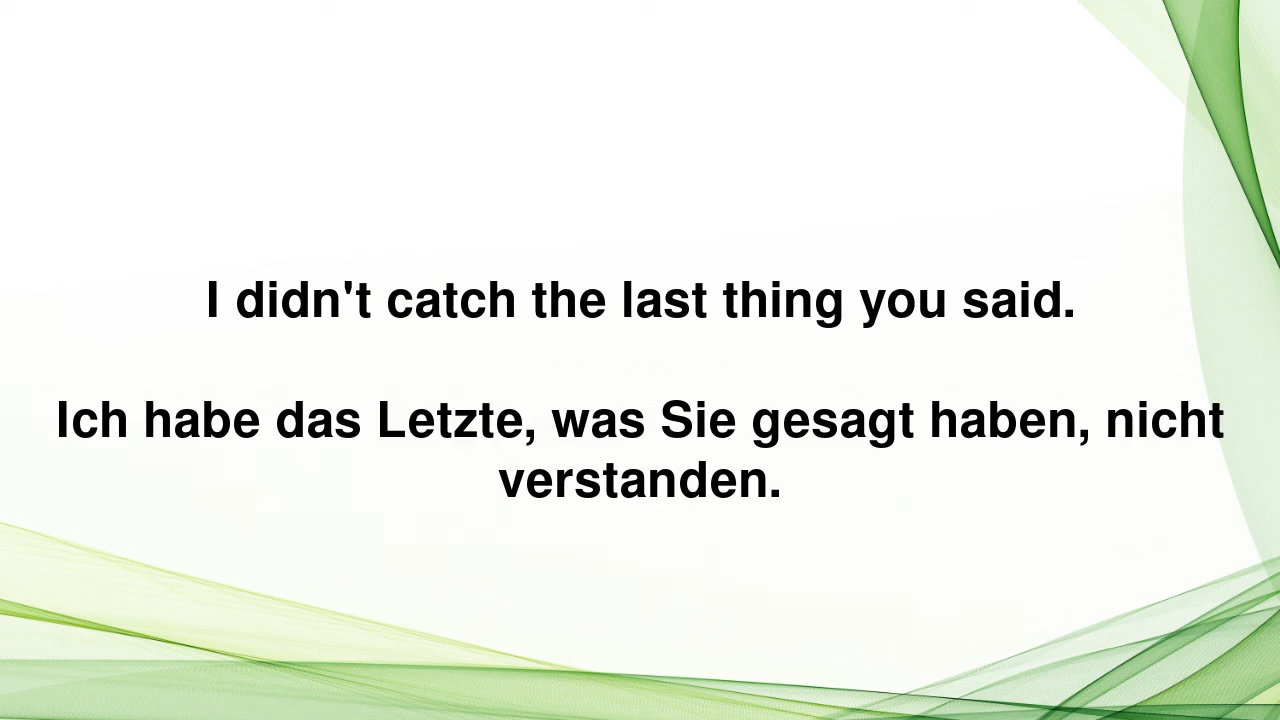 I didn't catch the last thing you said.
Ich habe das Letzte, was Sie gesagt haben, nicht
verstanden.